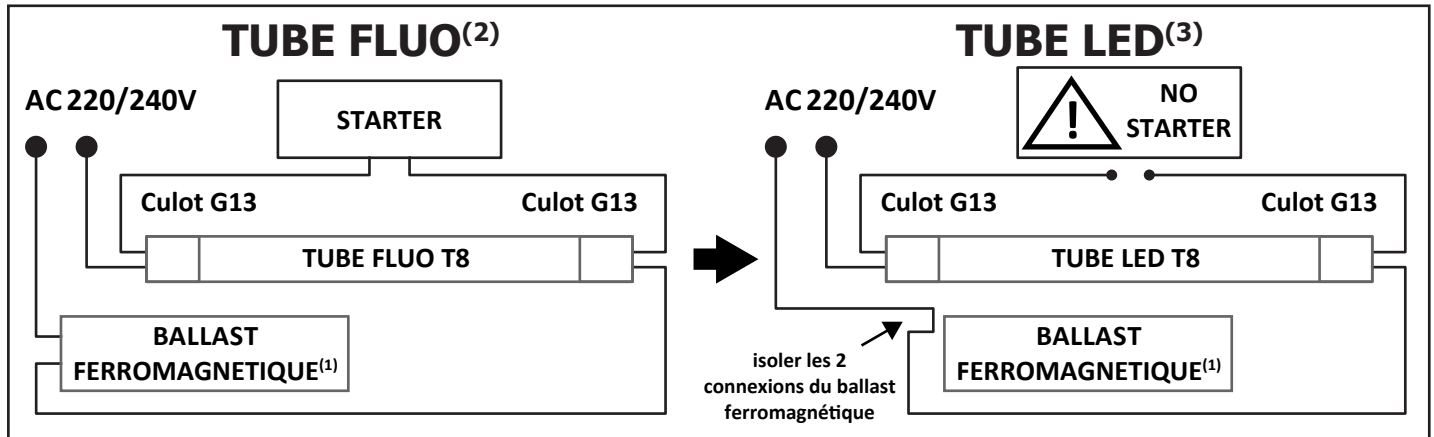 TUBE FLUO(2)
AC 220/240V
STARTER
Culot G13
Culot G13
TUBE FLUO T8
BALLAST
FERROMAGNETIQUE(1)
TUBE LED(3)
AC 220/240V
!
NO
STARTER
Culot G13
Culot G13
TUBE LED T8
isoler les 2
connexions du ballast
ferromagnétique
BALLAST
FERROMAGNETIQUE(1)